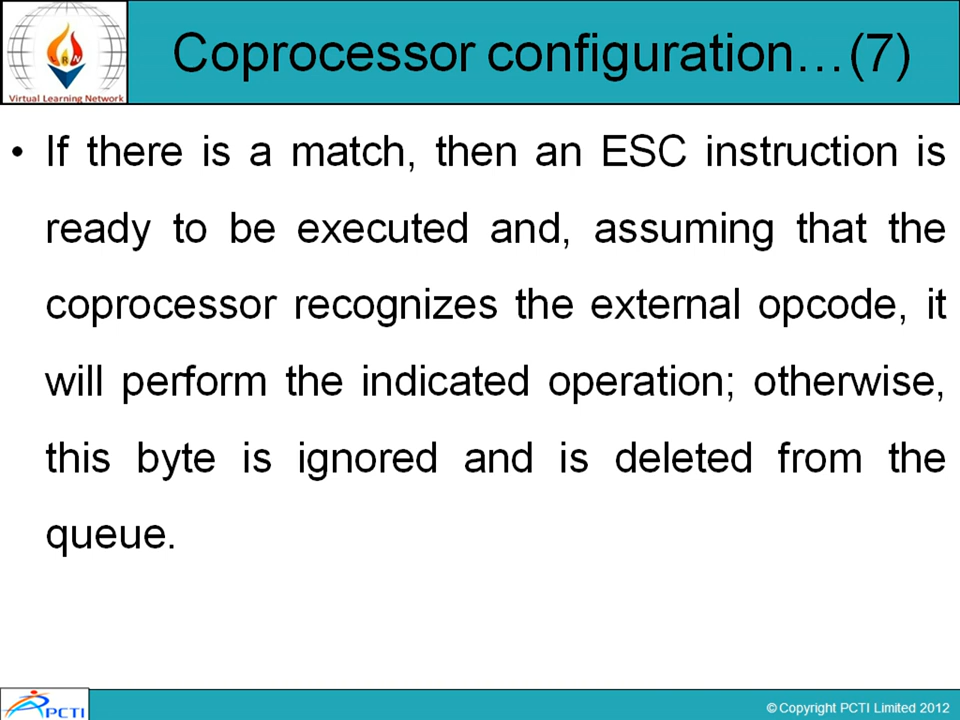 Coprocessor configuration...(7)
Virtual Learning Network
• If there is a match, then an ESC instruction is
ready to be executed and, assuming that the
coprocessor recognizes the external opcode, it
will perform the indicated operation; otherwise,
this byte is ignored and is deleted from the
queue.
PCTI
© Copyright PCTI Limited 2012